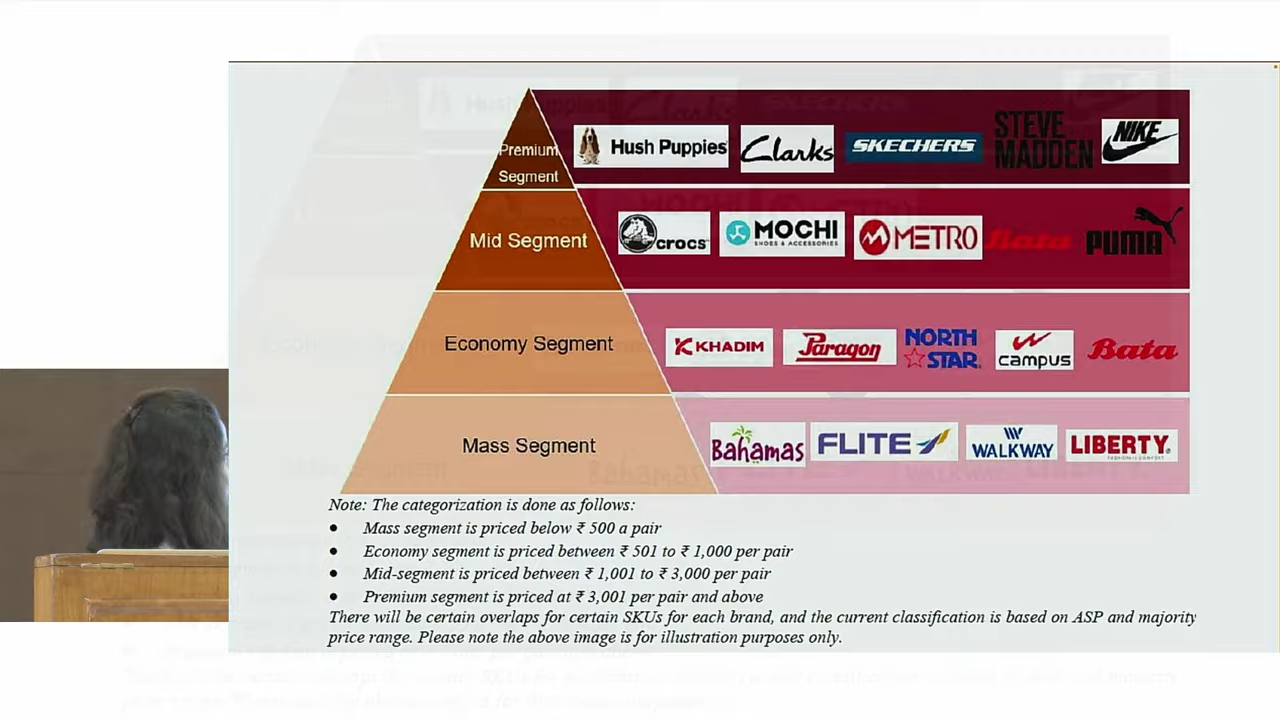 Premium
Segment
Hush Puppies
Clarks
SKECHERS
STEVE
MADDEN
NIKE
Mid Segment
crocs
MOCHI
SHOES & ACCESSORIES
METRO
Bata
PUMA
Economy Segment
KHADIM
Paragon
NORTH
STAR
campus
Bata
Mass Segment
Bahamas
FLITE
WALKWAY
LIBERTY
Note: The categorization is done as follows:
● Mass segment is priced below ₹ 500 a pair
● Economy segment is priced between ₹ 501 to ₹ 1,000 per pair
● Mid-segment is priced between ₹ 1,001 to ₹ 3,000 per pair
● Premium segment is priced at ₹ 3,001 per pair and above
There will be certain overlaps for certain SKUs for each brand, and the current classification is based on ASP and majority
price range. Please note the above image is for illustration purposes only.